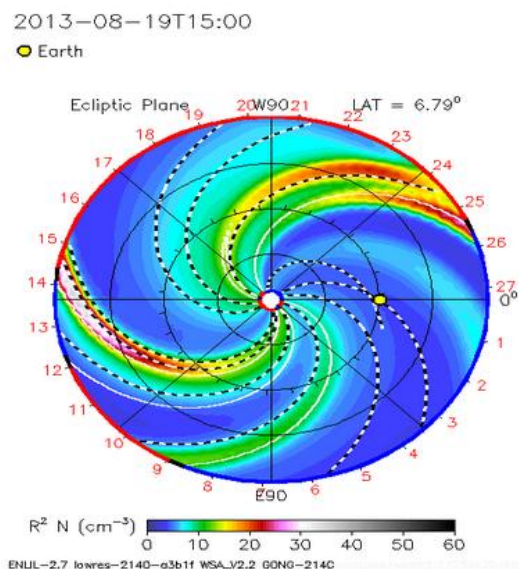 2013-08-19T15:00
Earth
Ecliptic Plane
W90
LAT = 6.79°
19 20 21 22
18 23
17 24
16 25
15 26
14 27
0°
13 1
12 2
11 3
10 4
9 8 6 5
E90
R² N (cm⁻³)
0 10 20 30 40 50 60
ENLIL-2.7 lowres-2140-a3b1f WSA_V2.2